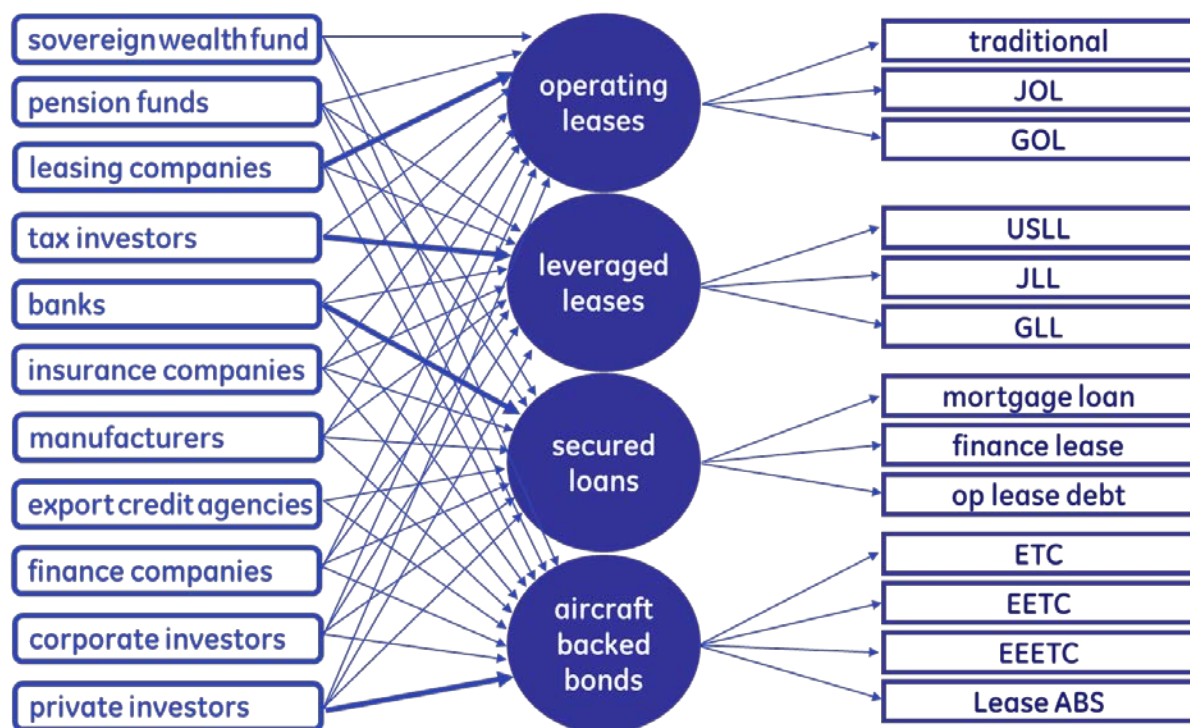 sovereign wealth fund
pension funds
leasing companies
tax investors
banks
insurance companies
manufacturers
export credit agencies
finance companies
corporate investors
private investors
operating
leases
leveraged
leases
secured
loans
aircraft
backed
bonds
traditional
JOL
GOL
USLL
JLL
GLL
mortgage loan
finance lease
op lease debt
ETC
EETC
EEETC
Lease ABS